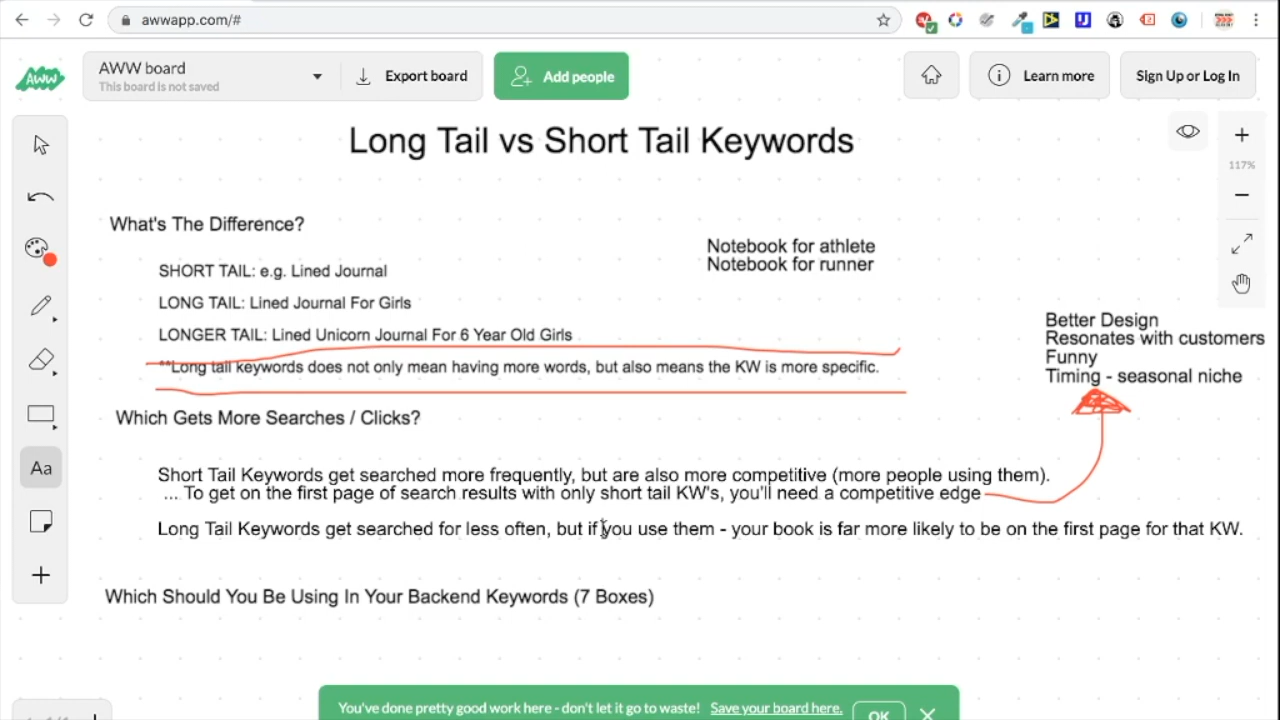 awwapp.com/#
AWW
AWW board
This board is not saved
Export board
Add people
Learn more
Sign Up or Log In
Long Tail vs Short Tail Keywords
117%
What's The Difference?
Notebook for athlete
Notebook for runner
SHORT TAIL: e.g. Lined Journal
LONG TAIL: Lined Journal For Girls
LONGER TAIL: Lined Unicorn Journal For 6 Year Old Girls
**Long tail keywords does not only mean having more words, but also means the KW is more specific.
Better Design
Resonates with customers
Funny
Timing - seasonal niche
Which Gets More Searches / Clicks?
Aa
Short Tail Keywords get searched more frequently, but are also more competitive (more people using them).
... To get on the first page of search results with only short tail KW's, you'll need a competitive edge
Long Tail Keywords get searched for less often, but if you use them - your book is far more likely to be on the first page for that KW.
Which Should You Be Using In Your Backend Keywords (7 Boxes)
You've done pretty good work here - don't let it go to waste! Save your board here.
OK